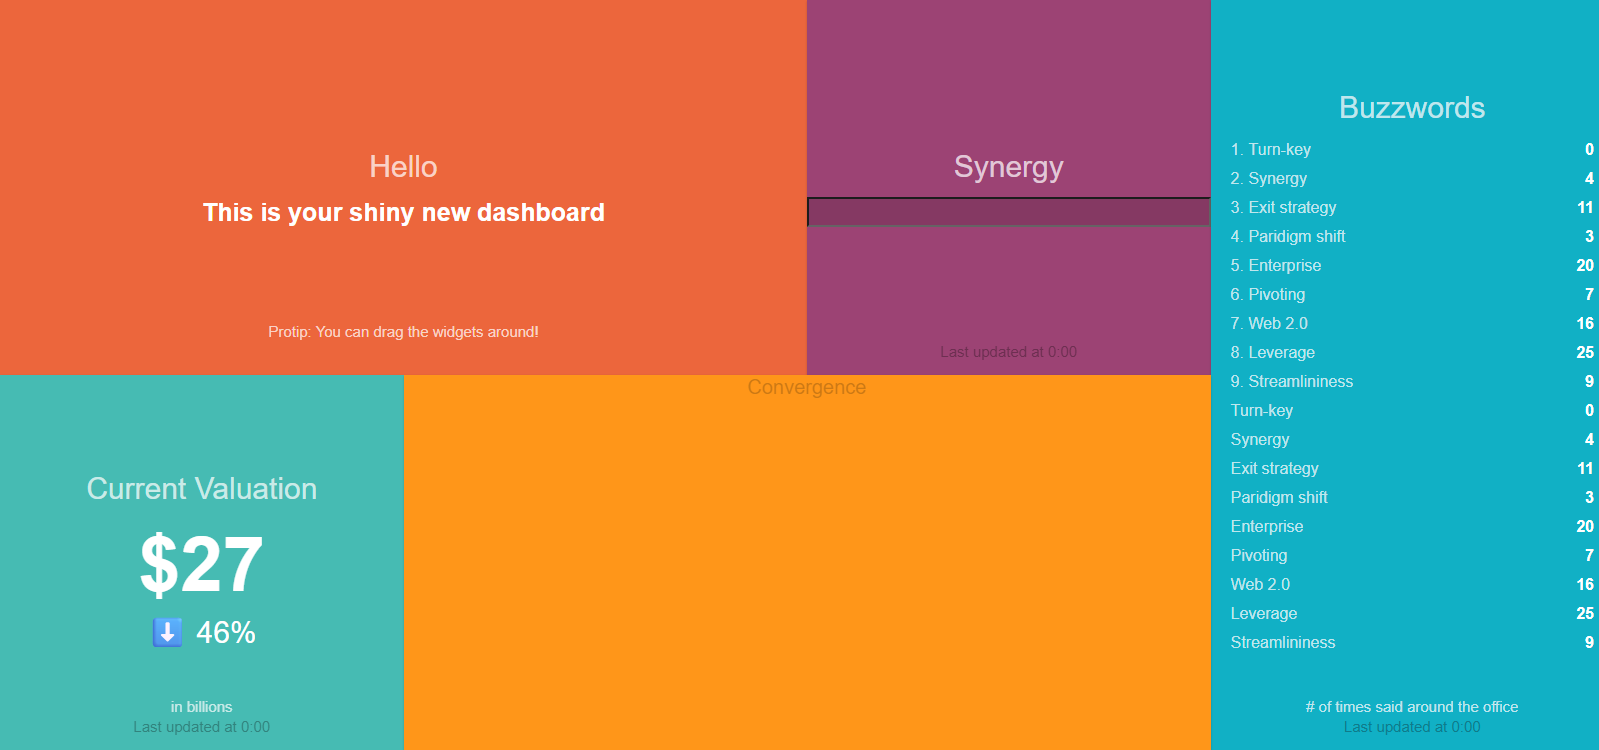 Hello
This is your shiny new dashboard
Protip: You can drag the widgets around!
Synergy
Last updated at 0:00
Buzzwords
1. Turn-key 0
2. Synergy 4
3. Exit strategy 11
4. Paridigm shift 3
5. Enterprise 20
6. Pivoting 7
7. Web 2.0 16
8. Leverage 25
9. Streamlininess 9
Turn-key 0
Synergy 4
Exit strategy 11
Paridigm shift 3
Enterprise 20
Pivoting 7
Web 2.0 16
Leverage 25
Streamlininess 9
# of times said around the office
Last updated at 0:00
Current Valuation
$27
⬇️ 46%
in billions
Last updated at 0:00
Convergence